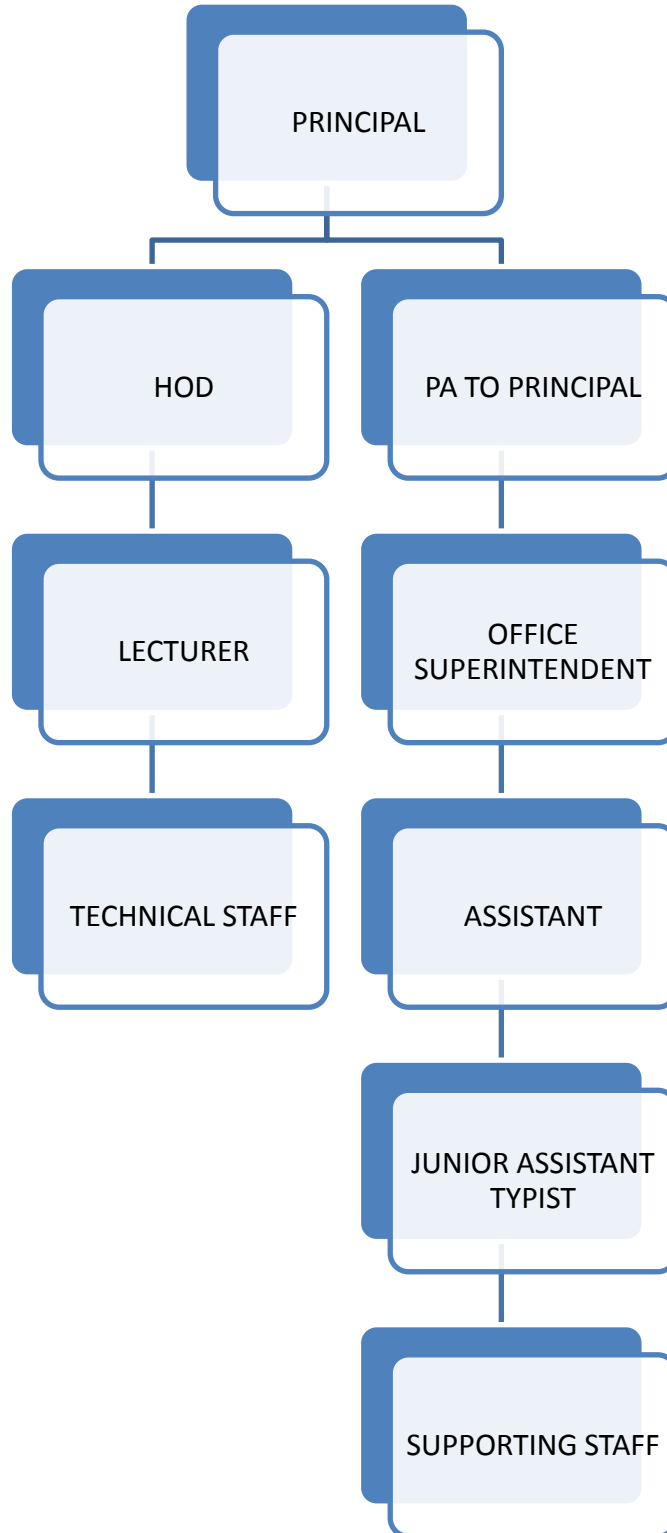 PRINCIPAL
HOD
PA TO PRINCIPAL
LECTURER
OFFICE
SUPERINTENDENT
TECHNICAL STAFF
ASSISTANT
JUNIOR ASSISTANT
TYPIST
SUPPORTING STAFF